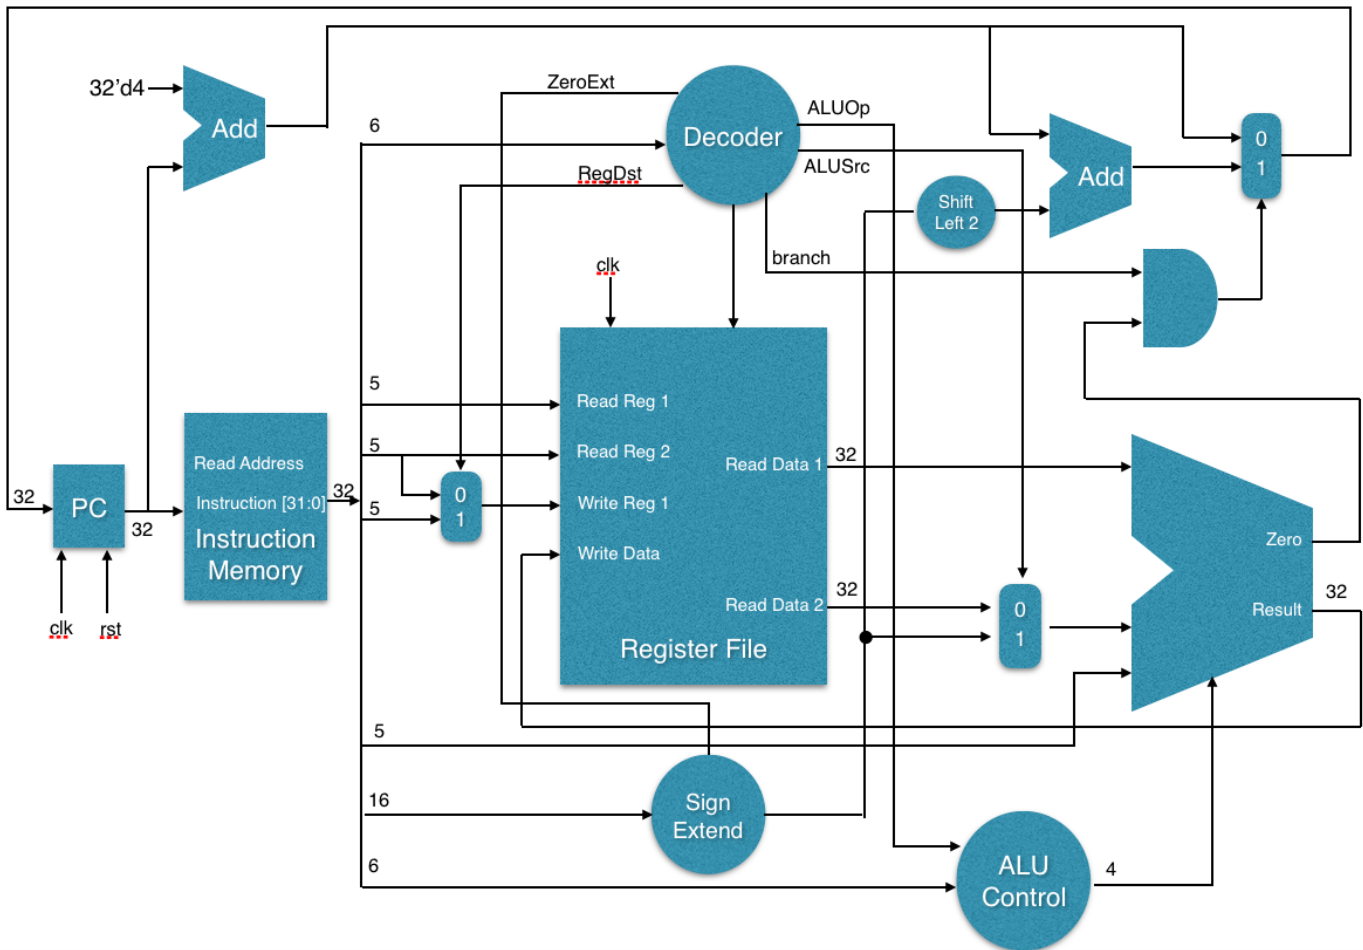 32'd4
Add
6
ZeroExt
Decoder
ALUOp
ALUSrc
RegDst
Shift
Left 2
Add
0
1
clk
branch
5
Read Reg 1
5
Read Reg 2
Read Data 1
32
Read Address
Instruction [31:0]
Instruction
Memory
32
32
PC
32
5
0
1
Write Reg 1
Write Data
Zero
Result
32
clk
rst
Read Data 2
32
0
1
Register File
5
16
Sign
Extend
6
ALU
Control
4